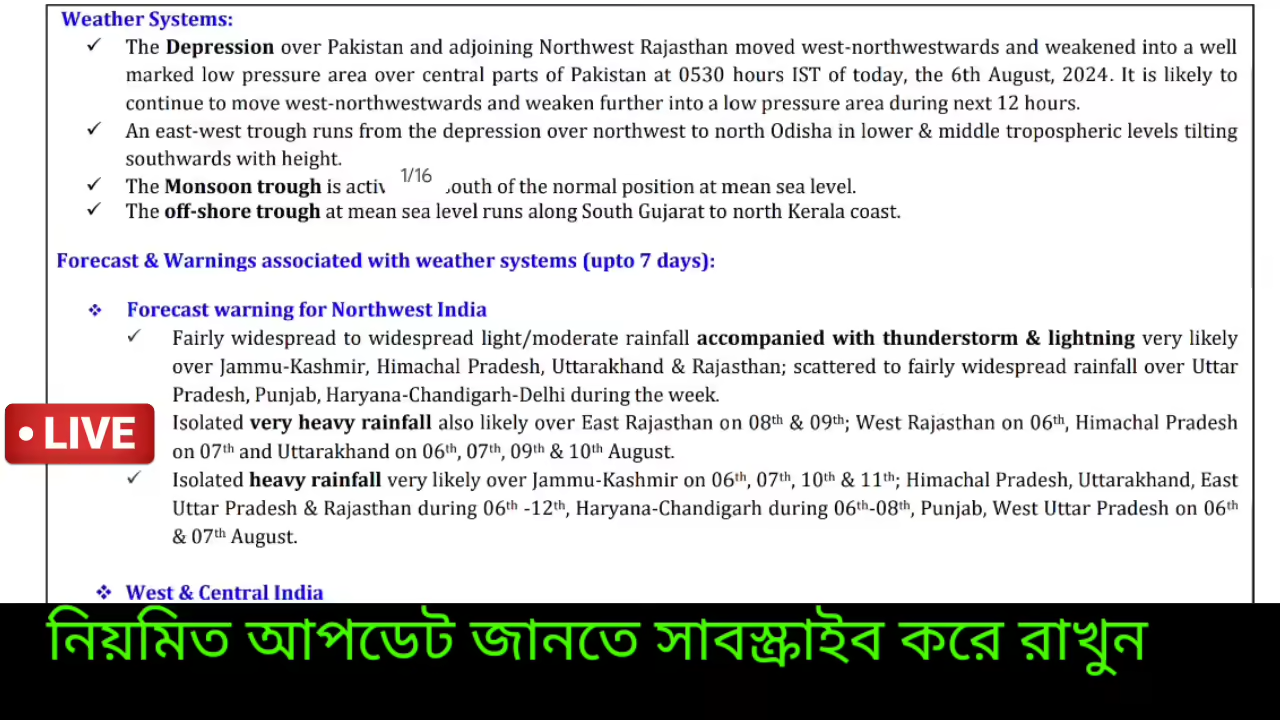 Weather Systems:
✓ The Depression over Pakistan and adjoining Northwest Rajasthan moved west-northwestwards and weakened into a well
marked low pressure area over central parts of Pakistan at 0530 hours IST of today, the 6th August, 2024. It is likely to
continue to move west-northwestwards and weaken further into a low pressure area during next 12 hours.
✓ An east-west trough runs from the depression over northwest to north Odisha in lower & middle tropospheric levels tilting
southwards with height.
1/16
✓ The Monsoon trough is of the normal position at mean sea level.
✓ The off-shore trough at mean sea level runs along South Gujarat to north Kerala coast.
Forecast & Warnings associated with weather systems (upto 7 days):
❖ Forecast warning for Northwest India
✓ Fairly widespread to widespread light/moderate rainfall accompanied with thunderstorm & lightning very likely
over Jammu-Kashmir, Himachal Pradesh, Uttarakhand & Rajasthan; scattered to fairly widespread rainfall over Uttar
Pradesh, Punjab, Haryana-Chandigarh-Delhi during the week.
Isolated very heavy rainfall also likely over East Rajasthan on 08th & 09th; West Rajasthan on 06th, Himachal Pradesh
• LIVE
on 07th and Uttarakhand on 06th, 07th, 09th & 10th August.
✓ Isolated heavy rainfall very likely over Jammu-Kashmir on 06th, 07th, 10th & 11th; Himachal Pradesh, Uttarakhand, East
Uttar Pradesh & Rajasthan during 06th -12th, Haryana-Chandigarh during 06th-08th, Punjab, West Uttar Pradesh on 06th
& 07th August.
❖ West & Central India
নিয়মিত আপডেট জানতে সাবস্ক্রাইব করে রাখুন